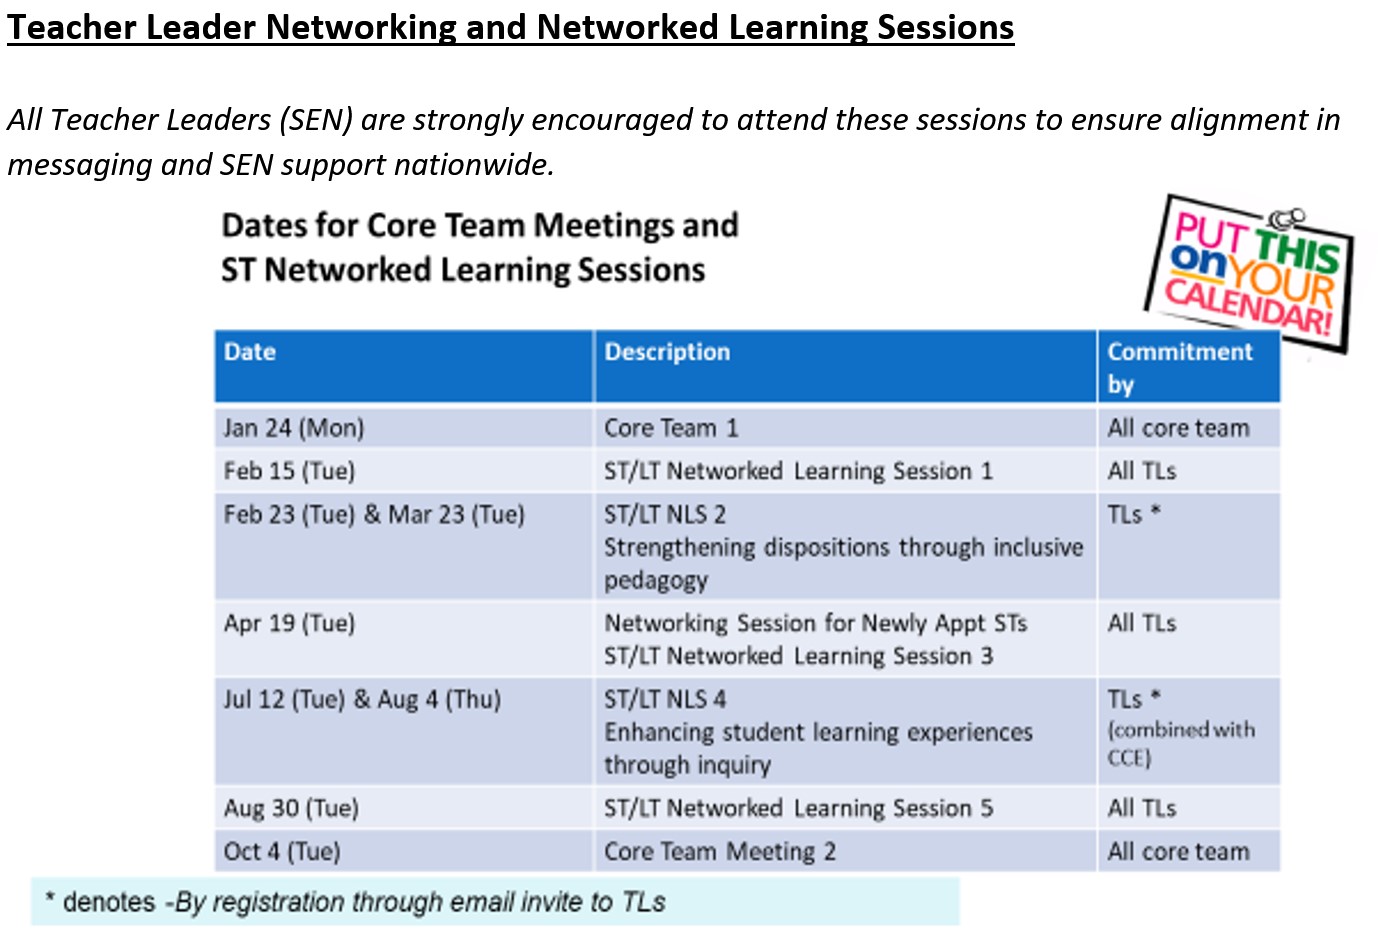 Teacher Leader Networking and Networked Learning Sessions
All Teacher Leaders (SEN) are strongly encouraged to attend these sessions to ensure alignment in
messaging and SEN support nationwide.
Dates for Core Team Meetings and
ST Networked Learning Sessions
PUT THIS
on YOUR
CALENDAR!
Date Description Commitment
by
Jan 24 (Mon) Core Team 1 All core team
Feb 15 (Tue) ST/LT Networked Learning Session 1 All TLs
Feb 23 (Tue) & Mar 23 (Tue) ST/LT NLS 2 TLs *
Strengthening dispositions through inclusive
pedagogy
Apr 19 (Tue) Networking Session for Newly Appt STs All TLs
ST/LT Networked Learning Session 3
Jul 12 (Tue) & Aug 4 (Thu) ST/LT NLS 4 TLs *
Enhancing student learning experiences (combined with
through inquiry CCE)
Aug 30 (Tue) ST/LT Networked Learning Session 5 All TLs
Oct 4 (Tue) Core Team Meeting 2 All core team
* denotes -By registration through email invite to TLs